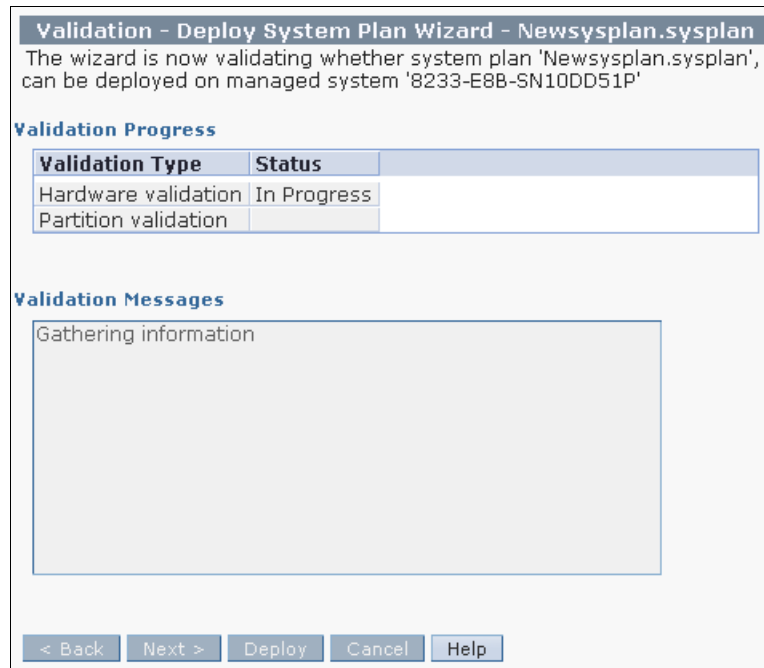 Validation - Deploy System Plan Wizard - Newsysplan.sysplan
The wizard is now validating whether system plan 'Newsysplan.sysplan',
can be deployed on managed system '8233-E8B-SN10DD51P'
Validation Progress
Validation Type Status
Hardware validation In Progress
Partition validation
Validation Messages
Gathering information
< Back Next > Deploy Cancel Help